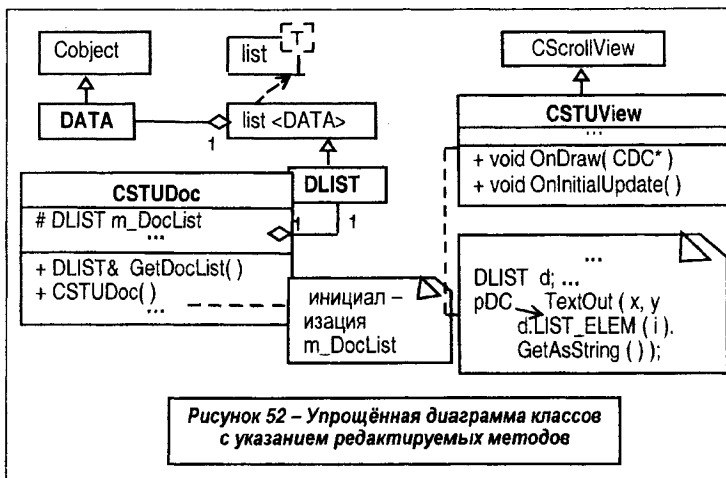 Cobject
list
T
CScrollView
DATA
1
list <DATA>
CSTUView
...
+ void OnDraw( CDC* )
+ void OnInitialUpdate( )
DLIST
CSTUDoc
# DLIST m_DocList
...
1
1
+ DLIST& GetDocList( )
+ CSTUDoc( )
...
инициал –
изация
m_DocList
...
DLIST d; ...
pDC TextOut ( x, y
d.LIST_ELEM ( i ).
GetAsString ( ) );
Рисунок 52 – Упрощённая диаграмма классов
с указанием редактируемых методов